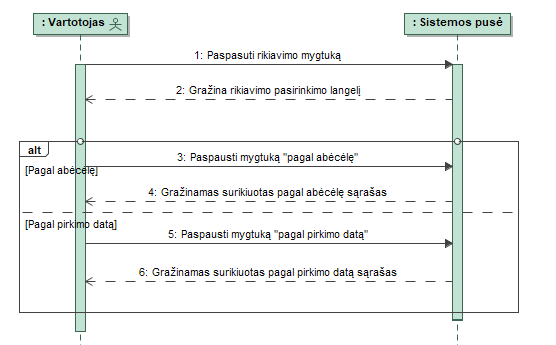 : Vartotojas
: Sistemos pusė
1: Paspasuti rikiavimo mygtuką
2: Gražina rikiavimo pasirinkimo langelį
alt
3: Paspausti mygtuką "pagal abėcėlę"
[Pagal abėcėlę]
4: Gražinamas surikiuotas pagal abėcėlę sąrašas
[Pagal pirkimo datą]
5: Paspausti mygtuką "pagal pirkimo datą"
6: Gražinamas surikiuotas pagal pirkimo datą sąrašas